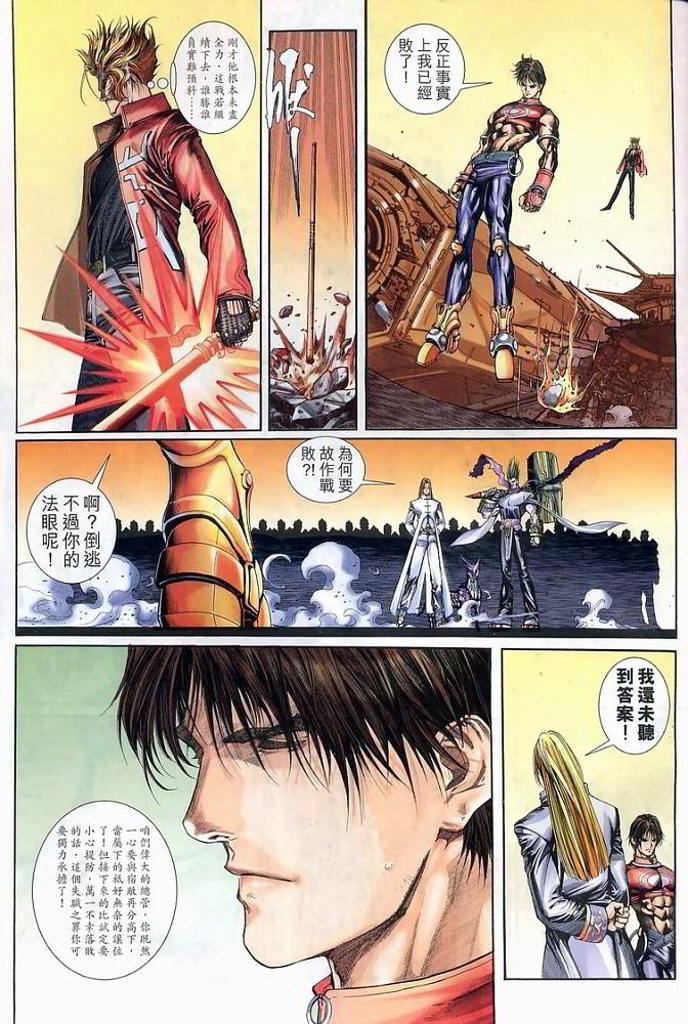 反正事實
上我已經
敗了！
剛才他根本未盡
全力，這戰若繼
續下去，誰勝誰
負實難預料……
為何要
故作戰
敗？！
啊？倒逃
不過你的
法眼呢！
我還未聽
到答案！
咱們偉大的總管，你既然
一心要與宿敵再分高下，
當屬下的祇好無奈的讓位
了！但接下來的比試定要
小心提防，萬一不幸落敗
的話，這個失職之罪你可
要獨力承擔了！